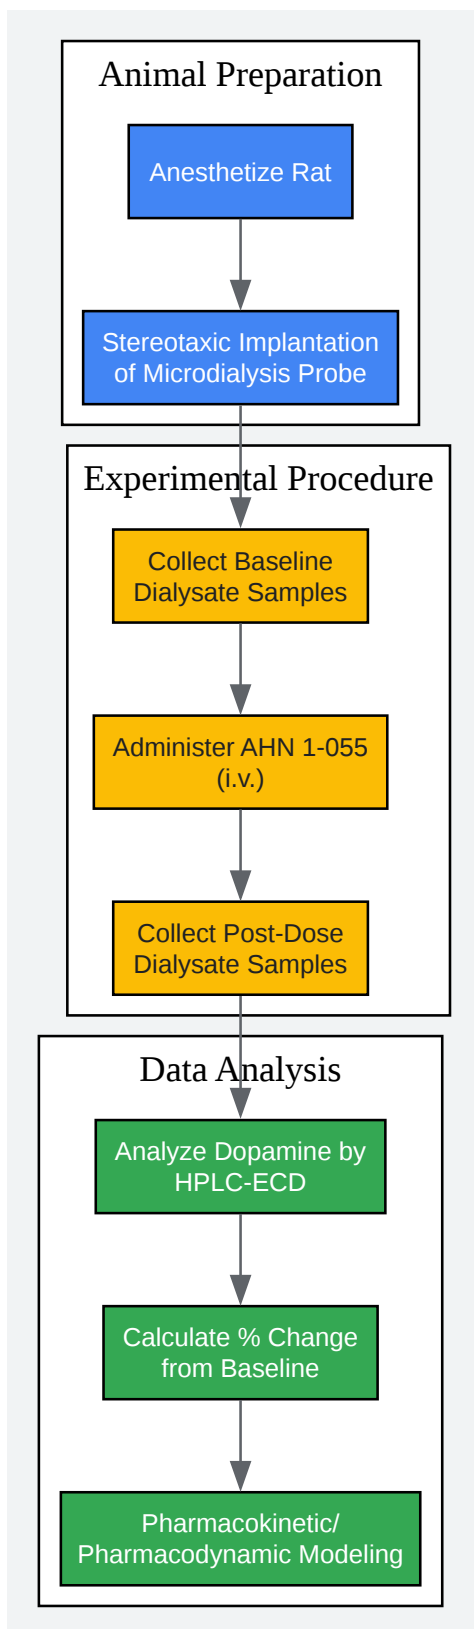 Animal Preparation
Anesthetize Rat
Stereotaxic Implantation
of Microdialysis Probe
Experimental Procedure
Collect Baseline
Dialysate Samples
Administer AHN 1-055
(i.v.)
Collect Post-Dose
Dialysate Samples
Data Analysis
Analyze Dopamine by
HPLC-ECD
Calculate % Change
from Baseline
Pharmacokinetic/
Pharmacodynamic Modeling